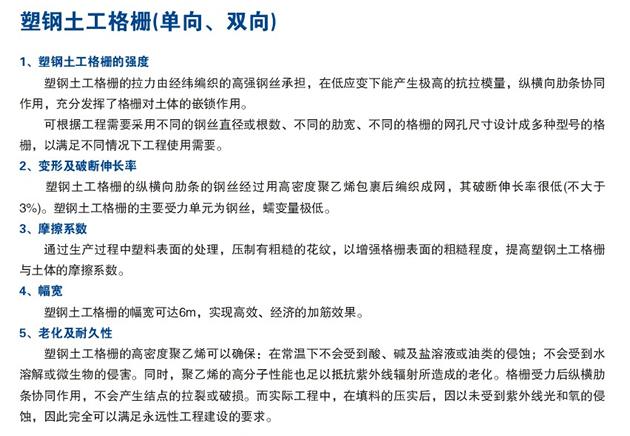 塑钢土工格栅(单向、双向)
1、塑钢土工格栅的强度
塑钢土工格栅的拉力由经纬编织的高强钢丝承担，在低应变下能产生极高的抗拉模量，纵横向肋条协同
作用，充分发挥了格栅对土体的嵌锁作用。
可根据工程需要采用不同的钢丝直径或根数、不同的肋宽、不同的格栅的网孔尺寸设计成多种型号的格
栅，以满足不同情况下工程使用需要。
2、变形及破断伸长率
塑钢土工格栅的纵横向肋条的钢丝经过用高密度聚乙烯包裹后编织成网，其破断伸长率很低(不大于
3%)。塑钢土工格栅的主要受力单元为钢丝，蠕变量极低。
3、摩擦系数
通过生产过程中塑料表面的处理，压制有粗糙的花纹，以增强格栅表面的粗糙程度，提高塑钢土工格栅
与土体的摩擦系数。
4、幅宽
塑钢土工格栅的幅宽可达6m，实现高效、经济的加筋效果。
5、老化及耐久性
塑钢土工格栅的高密度聚乙烯可以确保：在常温下不会受到酸、碱及盐溶液或油类的侵蚀；不会受到水
溶解或微生物的侵害。同时，聚乙烯的高分子性能也足以抵抗紫外线辐射所造成的老化。格栅受力后纵横肋
条协同作用，不会产生结点的拉裂或破损。而实际工程中，在填料的压实后，因以未受到紫外线光和氧的侵
蚀，因此完全可以满足永远性工程建设的要求。